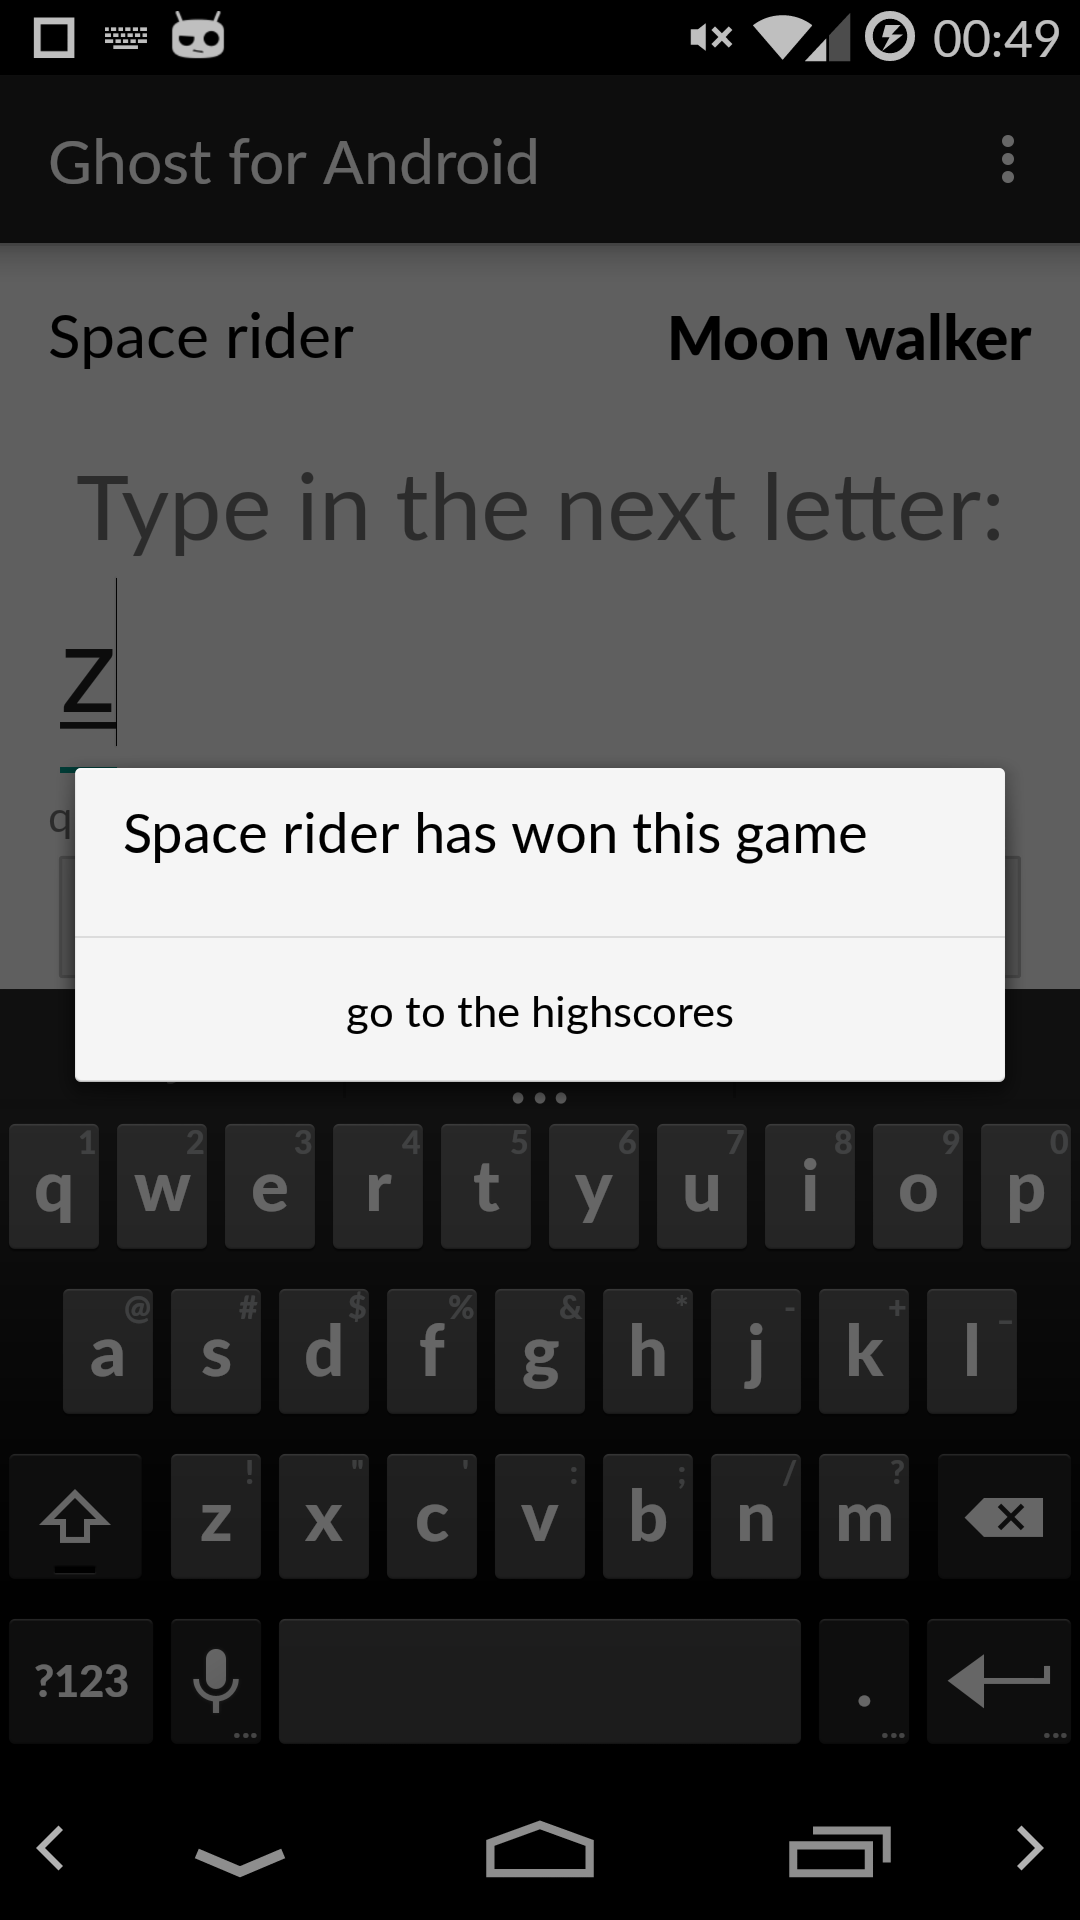 00:49
Ghost for Android
Space rider Moon walker
Type in the next letter:
z
q
Space rider has won this game
go to the highscores
1 2 3 4 5 6 7 8 9 0
q w e r t y u i o p
@ # $ % & * - + _
a s d f g h j k l
! " ' : ; / ?
z x c v b n m
?123 .